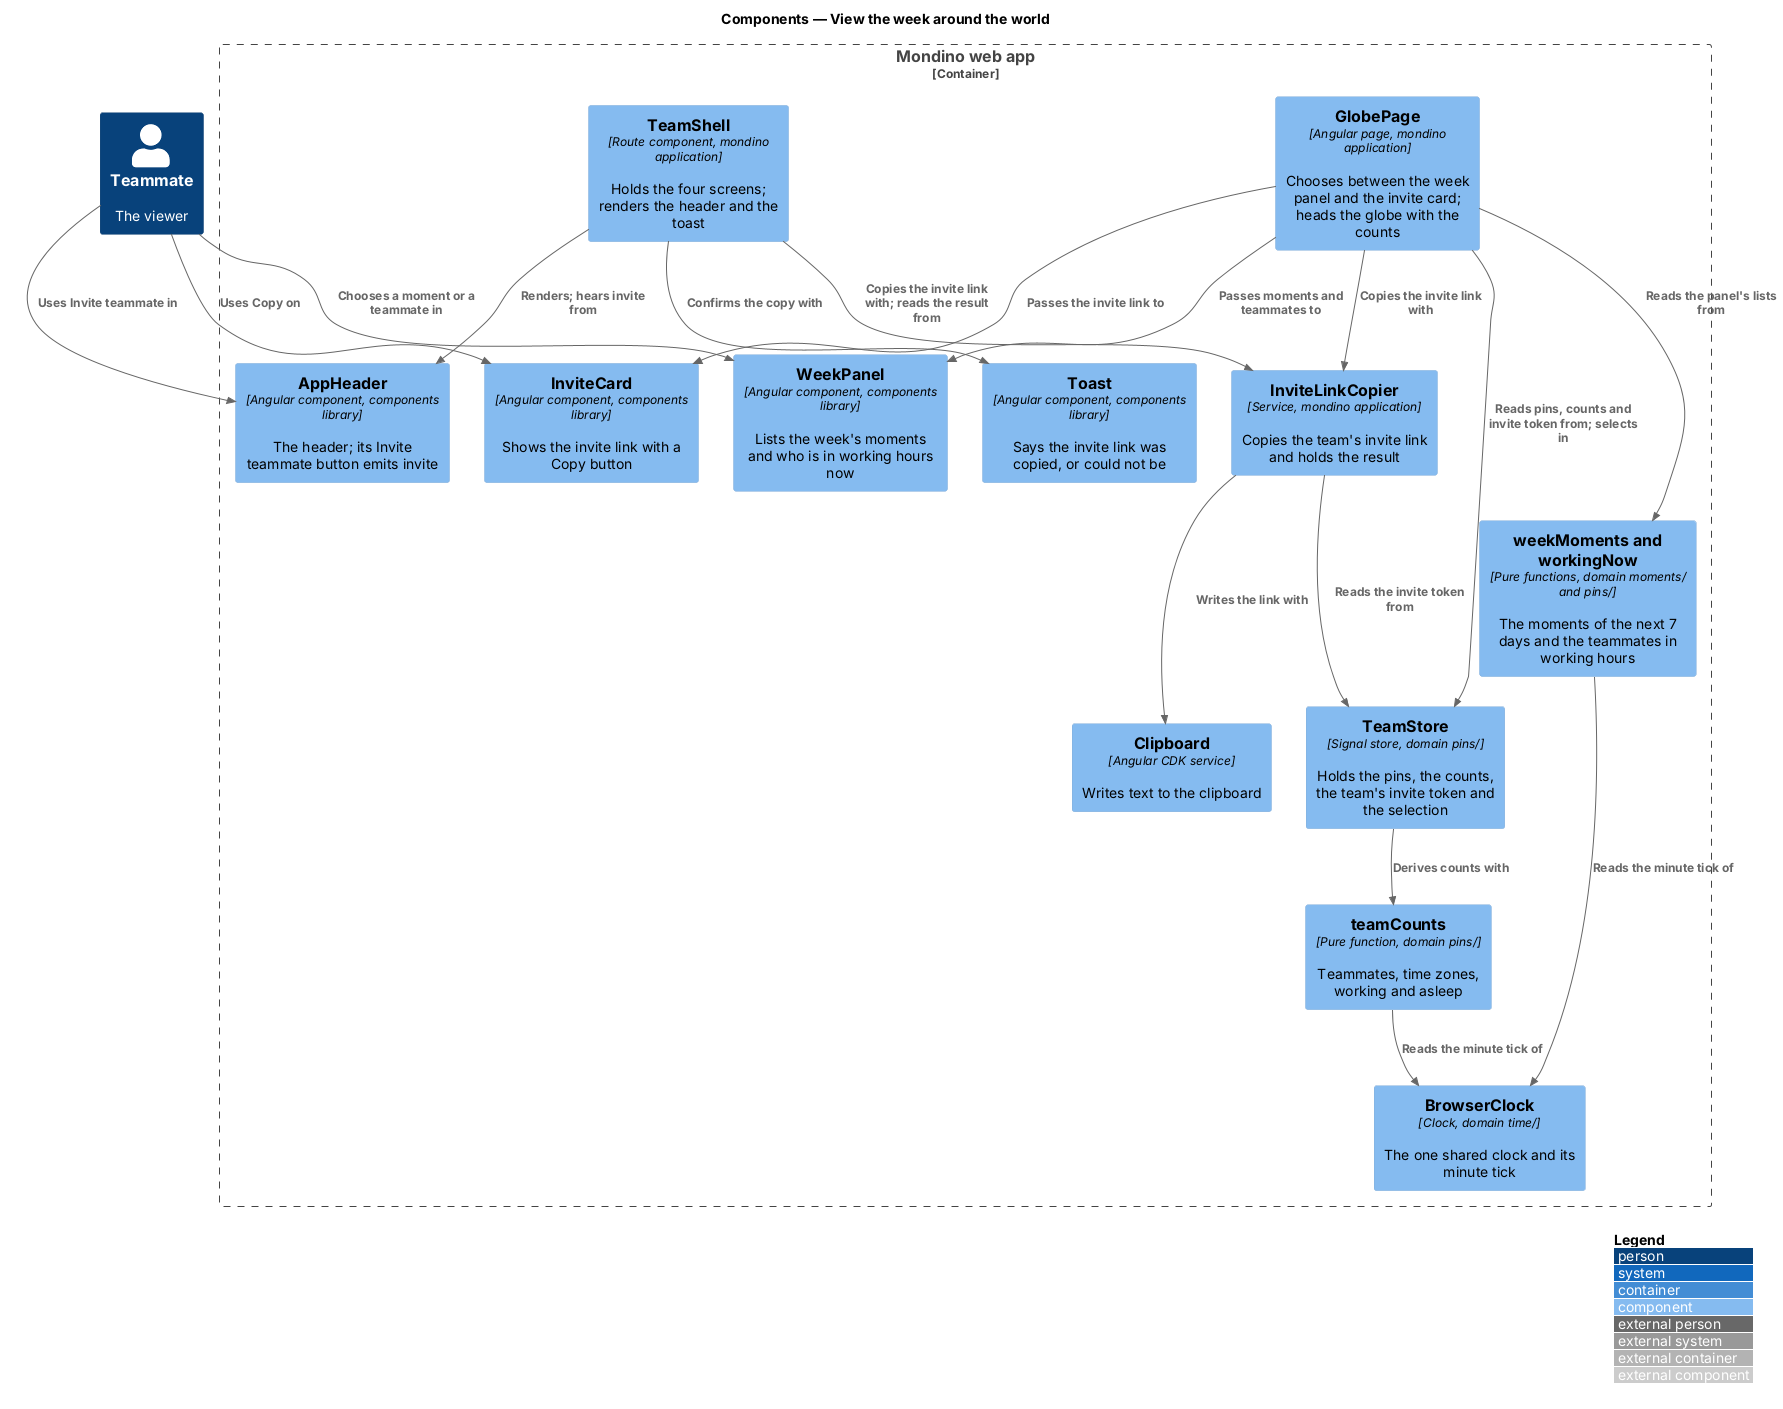 Components — View the week around the world
Mondino web app
[Container]
Teammate
The viewer
TeamShell
[Route component, mondino
application]
Holds the four screens;
renders the header and the
toast
GlobePage
[Angular page, mondino
application]
Chooses between the week
panel and the invite card;
heads the globe with the
counts
Uses Invite teammate in
Uses Copy on
Chooses a moment or a
teammate in
Renders; hears invite
from
Confirms the copy with
Copies the invite link
with; reads the result
from
Passes the invite link to
Passes moments and
teammates to
Copies the invite link
with
Reads the panel's lists
from
AppHeader
[Angular component, components
library]
The header; its Invite
teammate button emits invite
InviteCard
[Angular component, components
library]
Shows the invite link with a
Copy button
WeekPanel
[Angular component, components
library]
Lists the week's moments
and who is in working hours
now
Toast
[Angular component, components
library]
Says the invite link was
copied, or could not be
InviteLinkCopier
[Service, mondino application]
Copies the team's invite link
and holds the result
Reads pins, counts and
invite token from; selects
in
weekMoments and
workingNow
[Pure functions, domain moments/
and pins/]
The moments of the next 7
days and the teammates in
working hours
Writes the link with
Reads the invite token
from
Clipboard
[Angular CDK service]
Writes text to the clipboard
TeamStore
[Signal store, domain pins/]
Holds the pins, the counts,
the team's invite token and
the selection
Derives counts with
Reads the minute tick of
teamCounts
[Pure function, domain pins/]
Teammates, time zones,
working and asleep
Reads the minute tick of
BrowserClock
[Clock, domain time/]
The one shared clock and its
minute tick
Legend
person
system
container
component
external person
external system
external container
external component